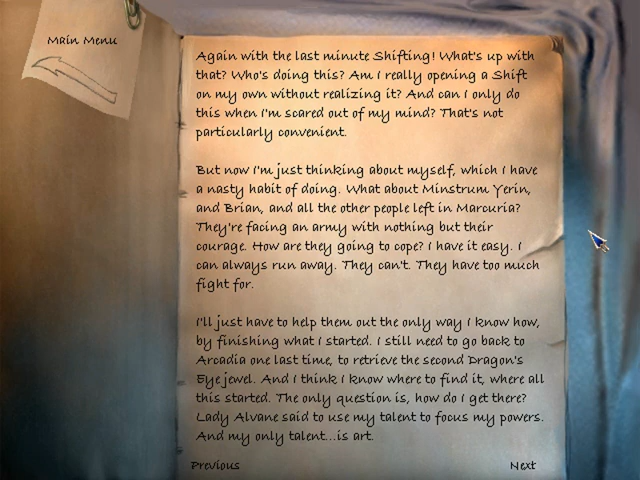 Main Menu
Again with the last minute Shifting! What's up with
that? Who's doing this? Am I really opening a Shift
on my own without realizing it? And can I only do
this when I'm scared out of my mind? That's not
particularly convenient.
But now I'm just thinking about myself, which I have
a nasty habit of doing. What about Minstrum Yerin,
and Brian, and all the other people left in Marcuria?
They're facing an army with nothing but their
courage. How are they going to cope? I have it easy. I
can always run away. They can't. They have too much
fight for.
I'll just have to help them out the only way I know how,
by finishing what I started. I still need to go back to
Arcadia one last time, to retrieve the second Dragon's
Eye jewel. And I think I know where to find it, where all
this started. The only question is, how do I get there?
Lady Alvane said to use my talent to focus my powers.
And my only talent...is art.
Previous
Next